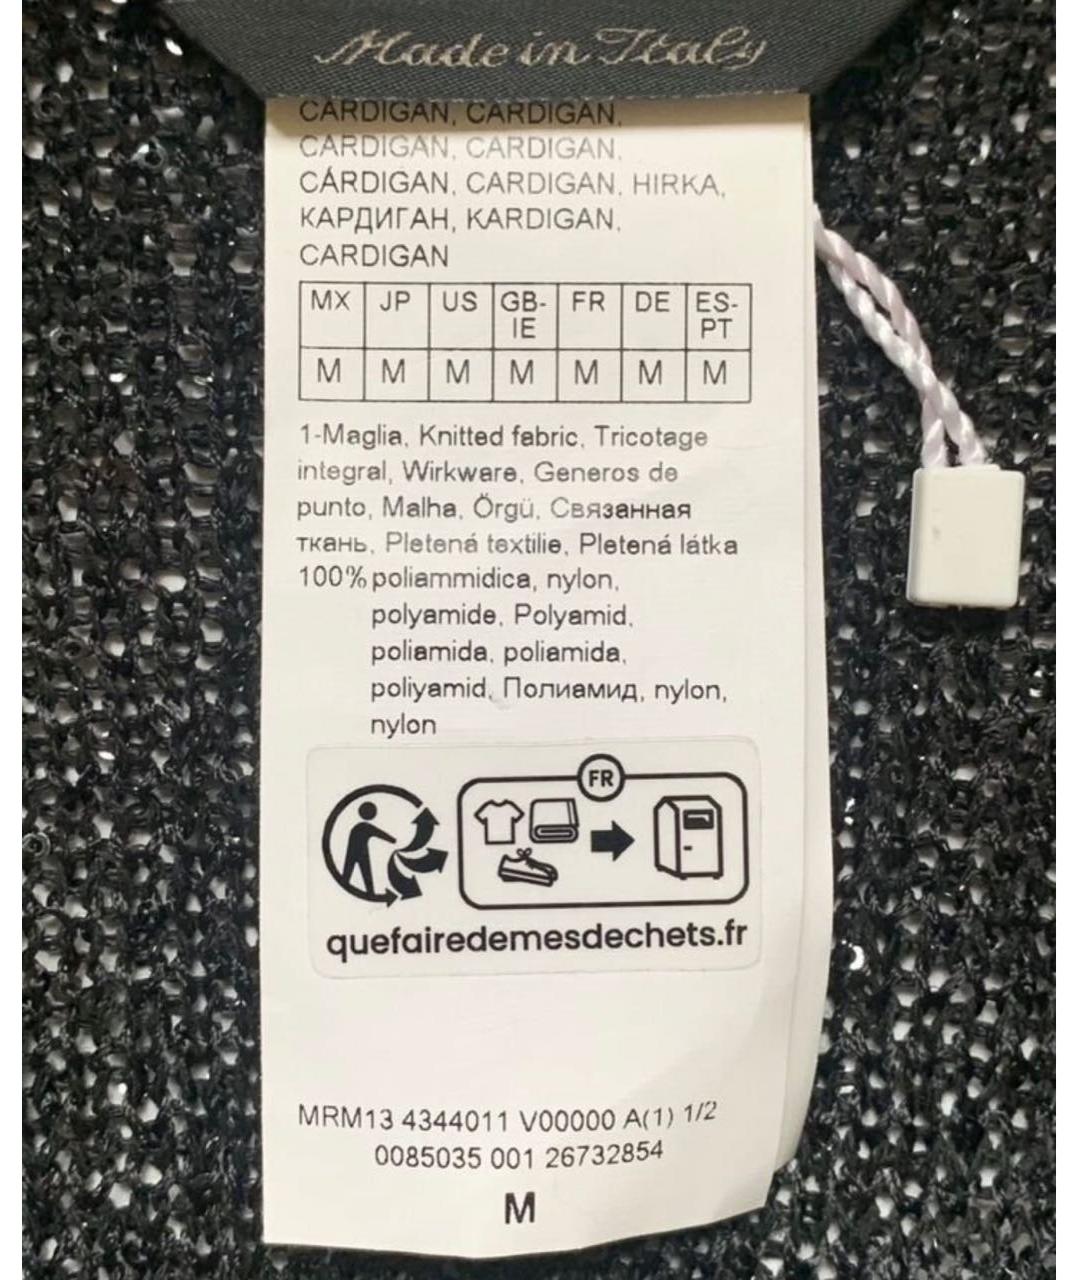 Made in Italy
CARDIGAN, CARDIGAN,
CARDIGAN, CARDIGAN,
CÁRDIGAN, CARDIGAN, HIRKA,
КАРДИГАН, KARDIGAN,
CARDIGAN
MX JP US GB-IE FR DE ES-PT
M M M M M M M
1-Maglia, Knitted fabric, Tricotage
integral, Wirkware, Generos de
punto, Malha, Örgü, Связанная
ткань, Pletená textilie, Pletená látka
100% poliammidica, nylon,
polyamide, Polyamid,
poliamida, poliamida,
poliyamid, Полиамид, nylon,
nylon
FR
quefairedemesdechets.fr
MRM13 4344011 V00000 A(1) 1/2
0085035 001 26732854
M